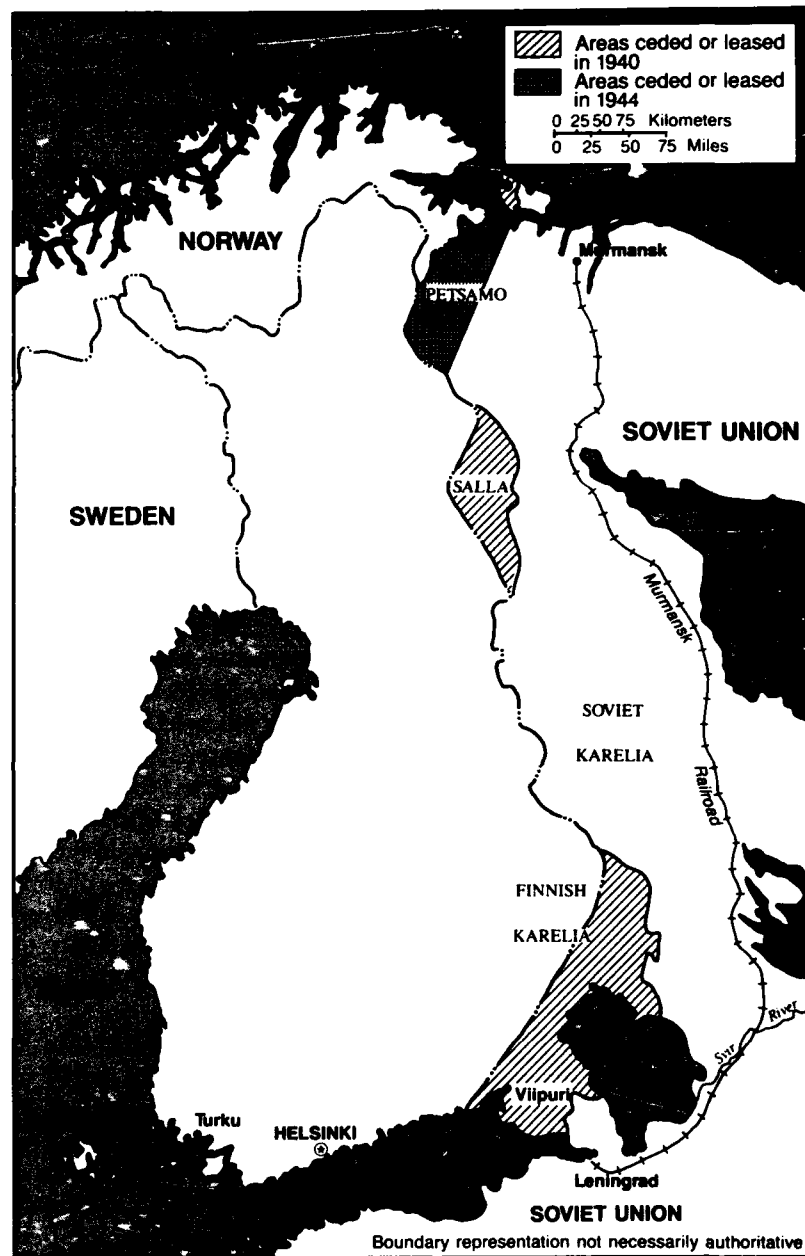 Areas ceded or leased
in 1940
Areas ceded or leased
in 1944
0 25 50 75 Kilometers
0 25 50 75 Miles
NORWAY
Murmansk
PETSAMO
SOVIET UNION
SALLA
SWEDEN
Murmansk
Railroad
SOVIET
KARELIA
FINNISH
KARELIA
Svir River
Viipuri
Turku
HELSINKI
Leningrad
SOVIET UNION
Boundary representation not necessarily authoritative